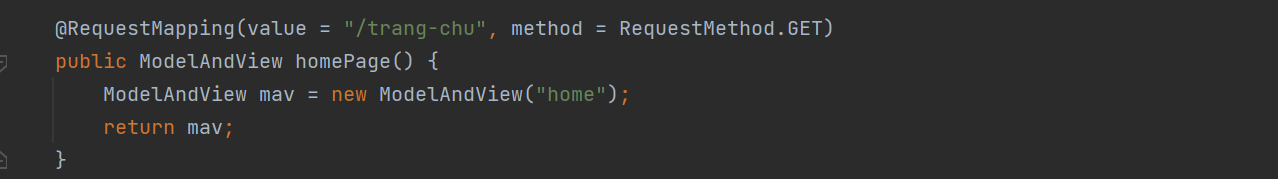 @RequestMapping(value = "/trang-chu", method = RequestMethod.GET)
public ModelAndView homePage() {
    ModelAndView mav = new ModelAndView("home");
    return mav;
}